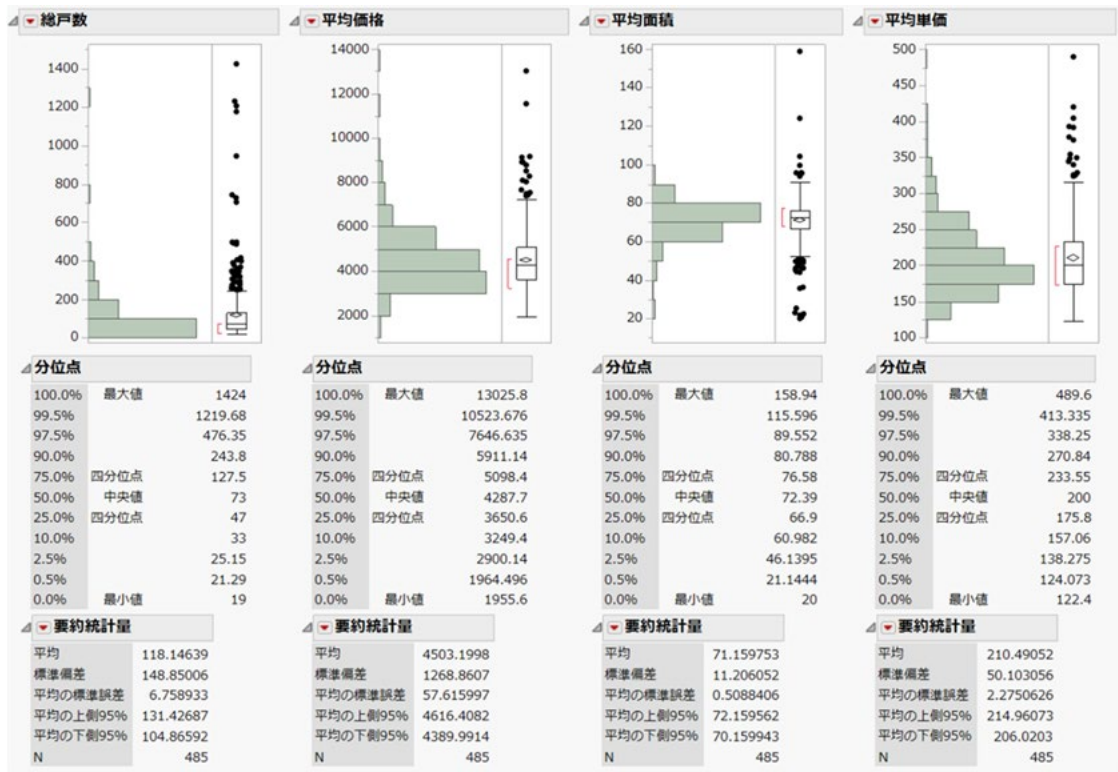 総戸数
1400
1200
1000
800
600
400
200
0
分位点
100.0% 最大値 1424
99.5% 1219.68
97.5% 476.35
90.0% 243.8
75.0% 四分位点 127.5
50.0% 中央値 73
25.0% 四分位点 47
10.0% 33
2.5% 25.15
0.5% 21.29
0.0% 最小値 19
要約統計量
平均 118.14639
標準偏差 148.85006
平均の標準誤差 6.758933
平均の上側95% 131.42687
平均の下側95% 104.86592
N 485
平均価格
14000
12000
10000
8000
6000
4000
2000
分位点
100.0% 最大値 13025.8
99.5% 10523.676
97.5% 7646.635
90.0% 5911.14
75.0% 四分位点 5098.4
50.0% 中央値 4287.7
25.0% 四分位点 3650.6
10.0% 3249.4
2.5% 2900.14
0.5% 1964.496
0.0% 最小値 1955.6
要約統計量
平均 4503.1998
標準偏差 1268.8607
平均の標準誤差 57.615997
平均の上側95% 4616.4082
平均の下側95% 4389.9914
N 485
平均面積
160
140
120
100
80
60
40
20
分位点
100.0% 最大値 158.94
99.5% 115.596
97.5% 89.552
90.0% 80.788
75.0% 四分位点 76.58
50.0% 中央値 72.39
25.0% 四分位点 66.9
10.0% 60.982
2.5% 46.1395
0.5% 21.1444
0.0% 最小値 20
要約統計量
平均 71.159753
標準偏差 11.206052
平均の標準誤差 0.5088406
平均の上側95% 72.159562
平均の下側95% 70.159943
N 485
平均単価
500
450
400
350
300
250
200
150
100
分位点
100.0% 最大値 489.6
99.5% 413.335
97.5% 338.25
90.0% 270.84
75.0% 四分位点 233.55
50.0% 中央値 200
25.0% 四分位点 175.8
10.0% 157.06
2.5% 138.275
0.5% 124.073
0.0% 最小値 122.4
要約統計量
平均 210.49052
標準偏差 50.103056
平均の標準誤差 2.2750626
平均の上側95% 214.96073
平均の下側95% 206.0203
N 485